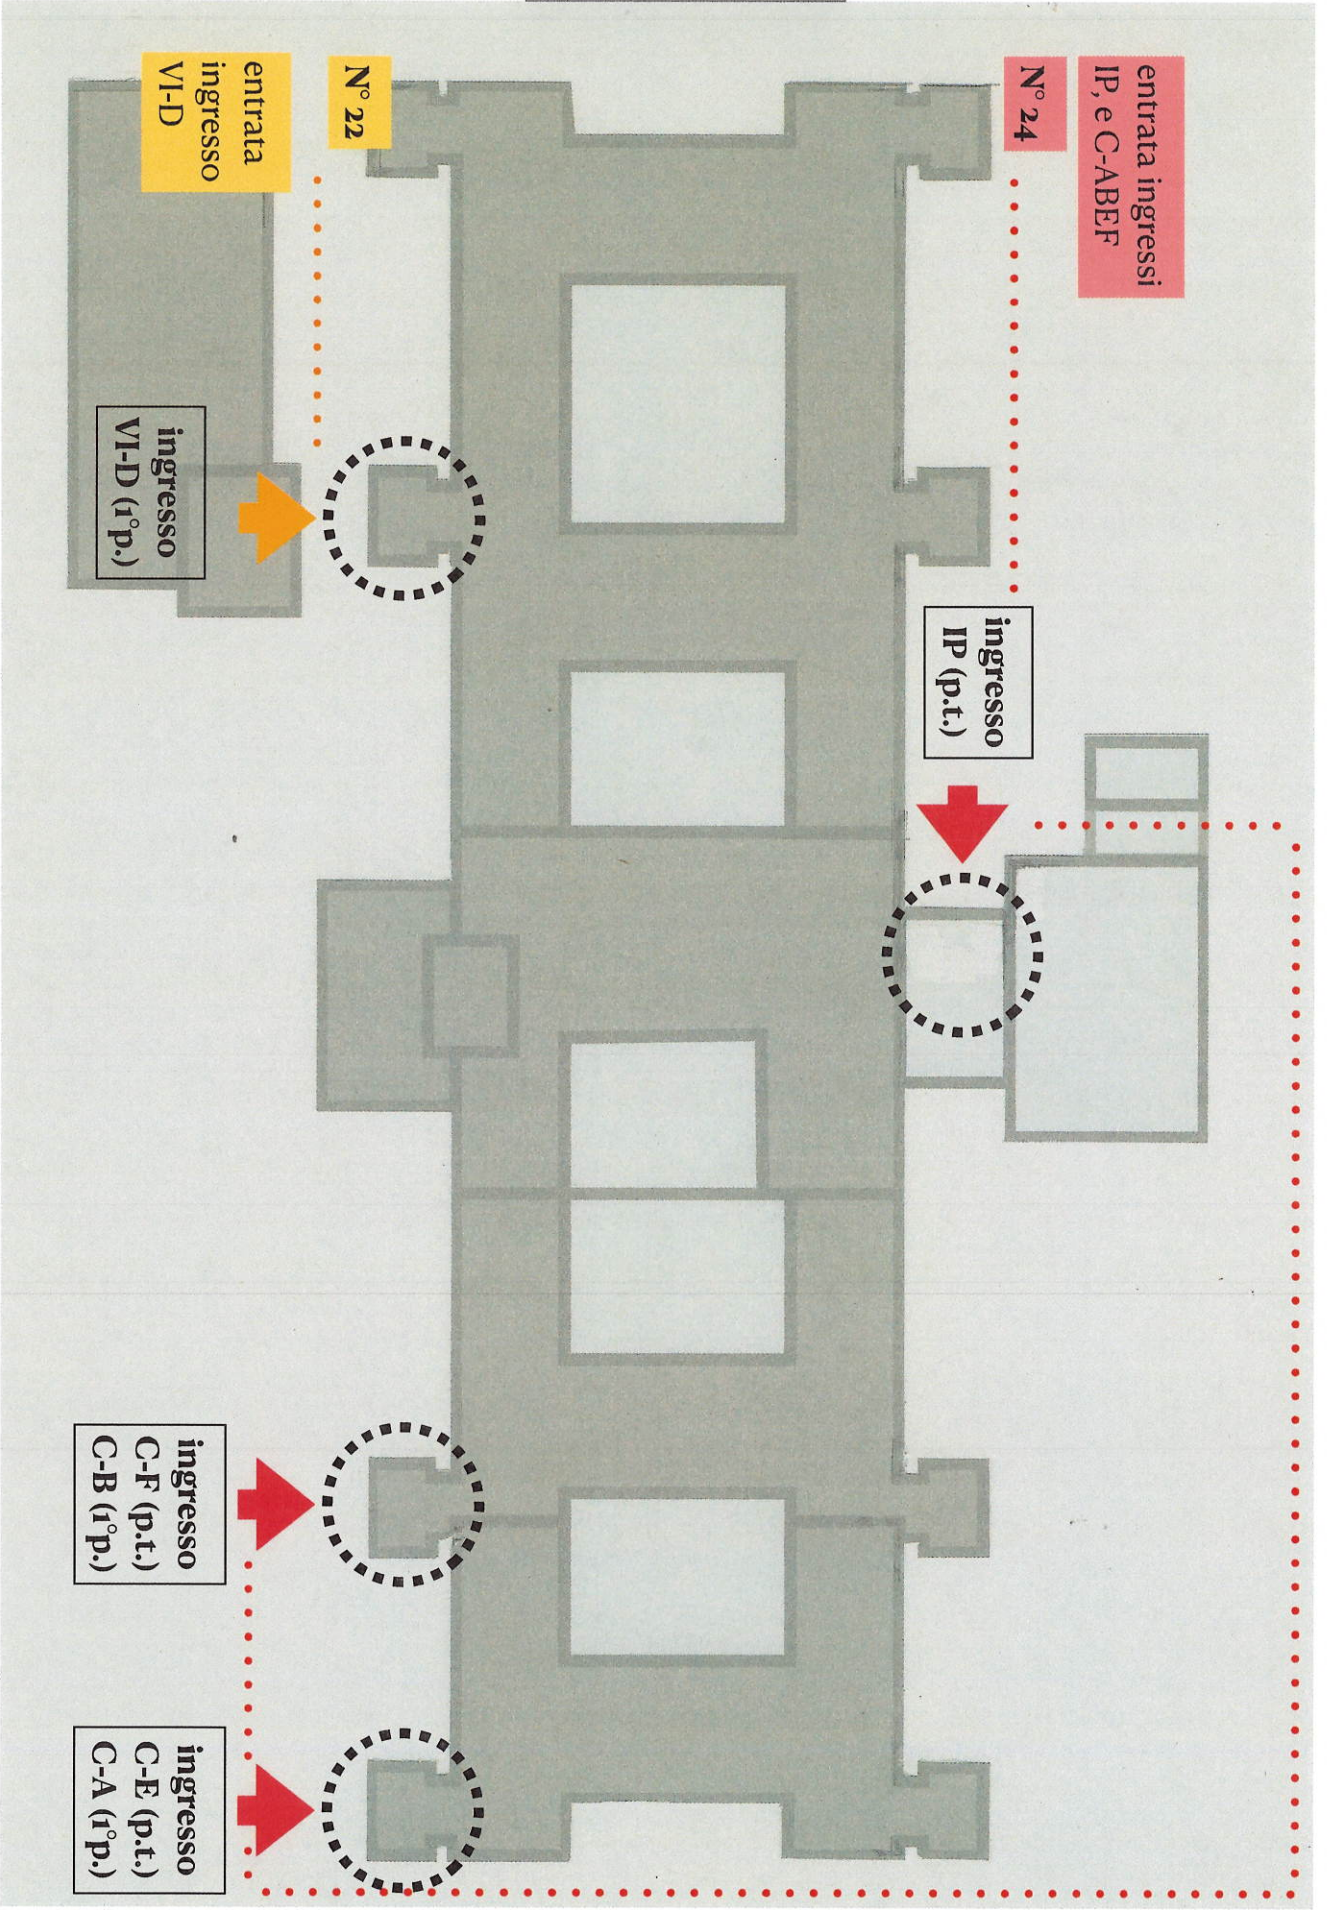 entrata ingressi
IP, e C-ABEF
N° 24
ingresso
IP (p.t.)
N° 22
entrata
ingresso
VI-D
ingresso
VI-D (1°p.)
ingresso
C-F (p.t.)
C-B (1°p.)
ingresso
C-E (p.t.)
C-A (1°p.)